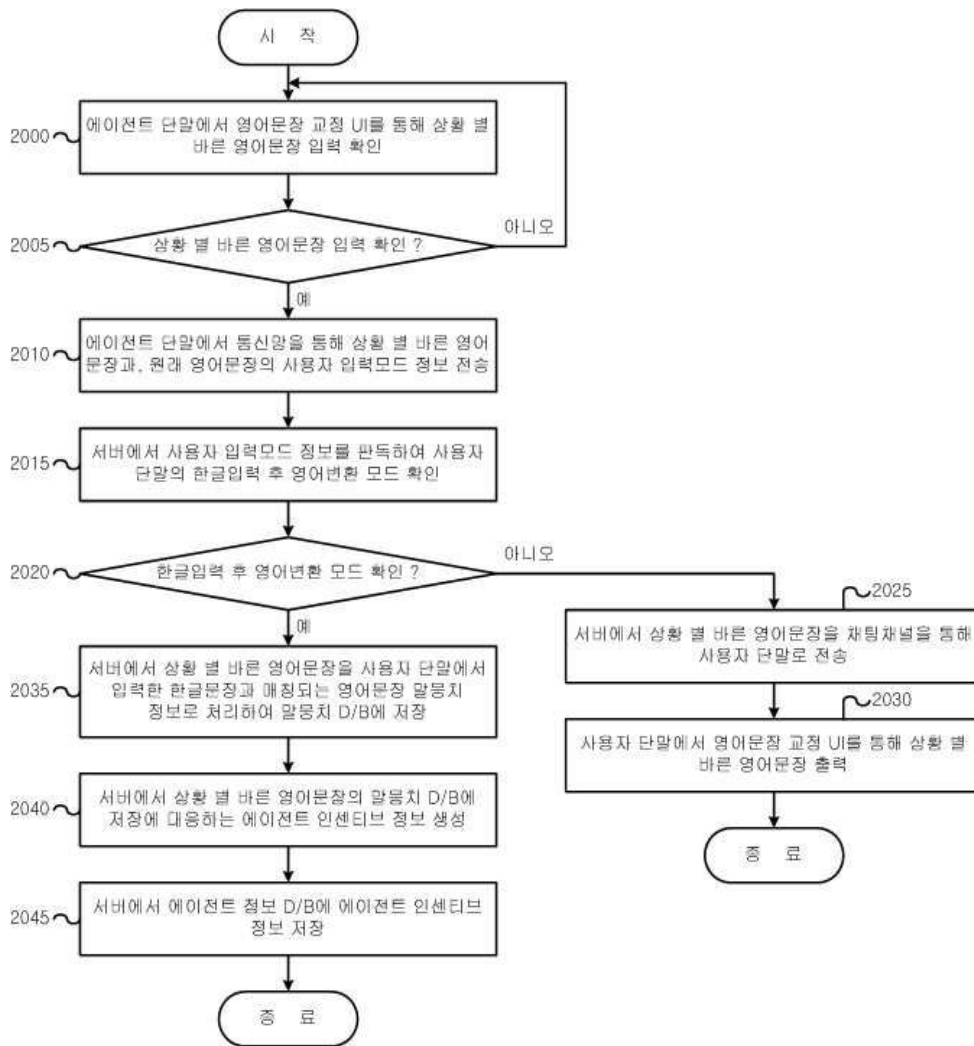 시 작
2000
에이전트 단말에서 영어문장 교정 UI를 통해 상황 별
바른 영어문장 입력 확인
아니오
2005
상황 별 바른 영어문장 입력 확인 ?
예
2010
에이전트 단말에서 통신망을 통해 상황 별 바른 영어
문장과, 원래 영어문장의 사용자 입력모드 정보 전송
2015
서버에서 사용자 입력모드 정보를 판독하여 사용자
단말의 한글입력 후 영어변환 모드 확인
아니오
2020
한글입력 후 영어변환 모드 확인 ?
예
2025
서버에서 상황 별 바른 영어문장을 채팅채널을 통해
사용자 단말로 전송
2030
사용자 단말에서 영어문장 교정 UI를 통해 상황 별
바른 영어문장 출력
종 료
2035
서버에서 상황 별 바른 영어문장을 사용자 단말에서
입력한 한글문장과 매칭되는 영어문장 말뭉치
정보로 처리하여 말뭉치 D/B에 저장
2040
서버에서 상황 별 바른 영어문장의 말뭉치 D/B에
저장에 대응하는 에이전트 인센티브 정보 생성
2045
서버에서 에이전트 정보 D/B에 에이전트 인센티브
정보 저장
종 료